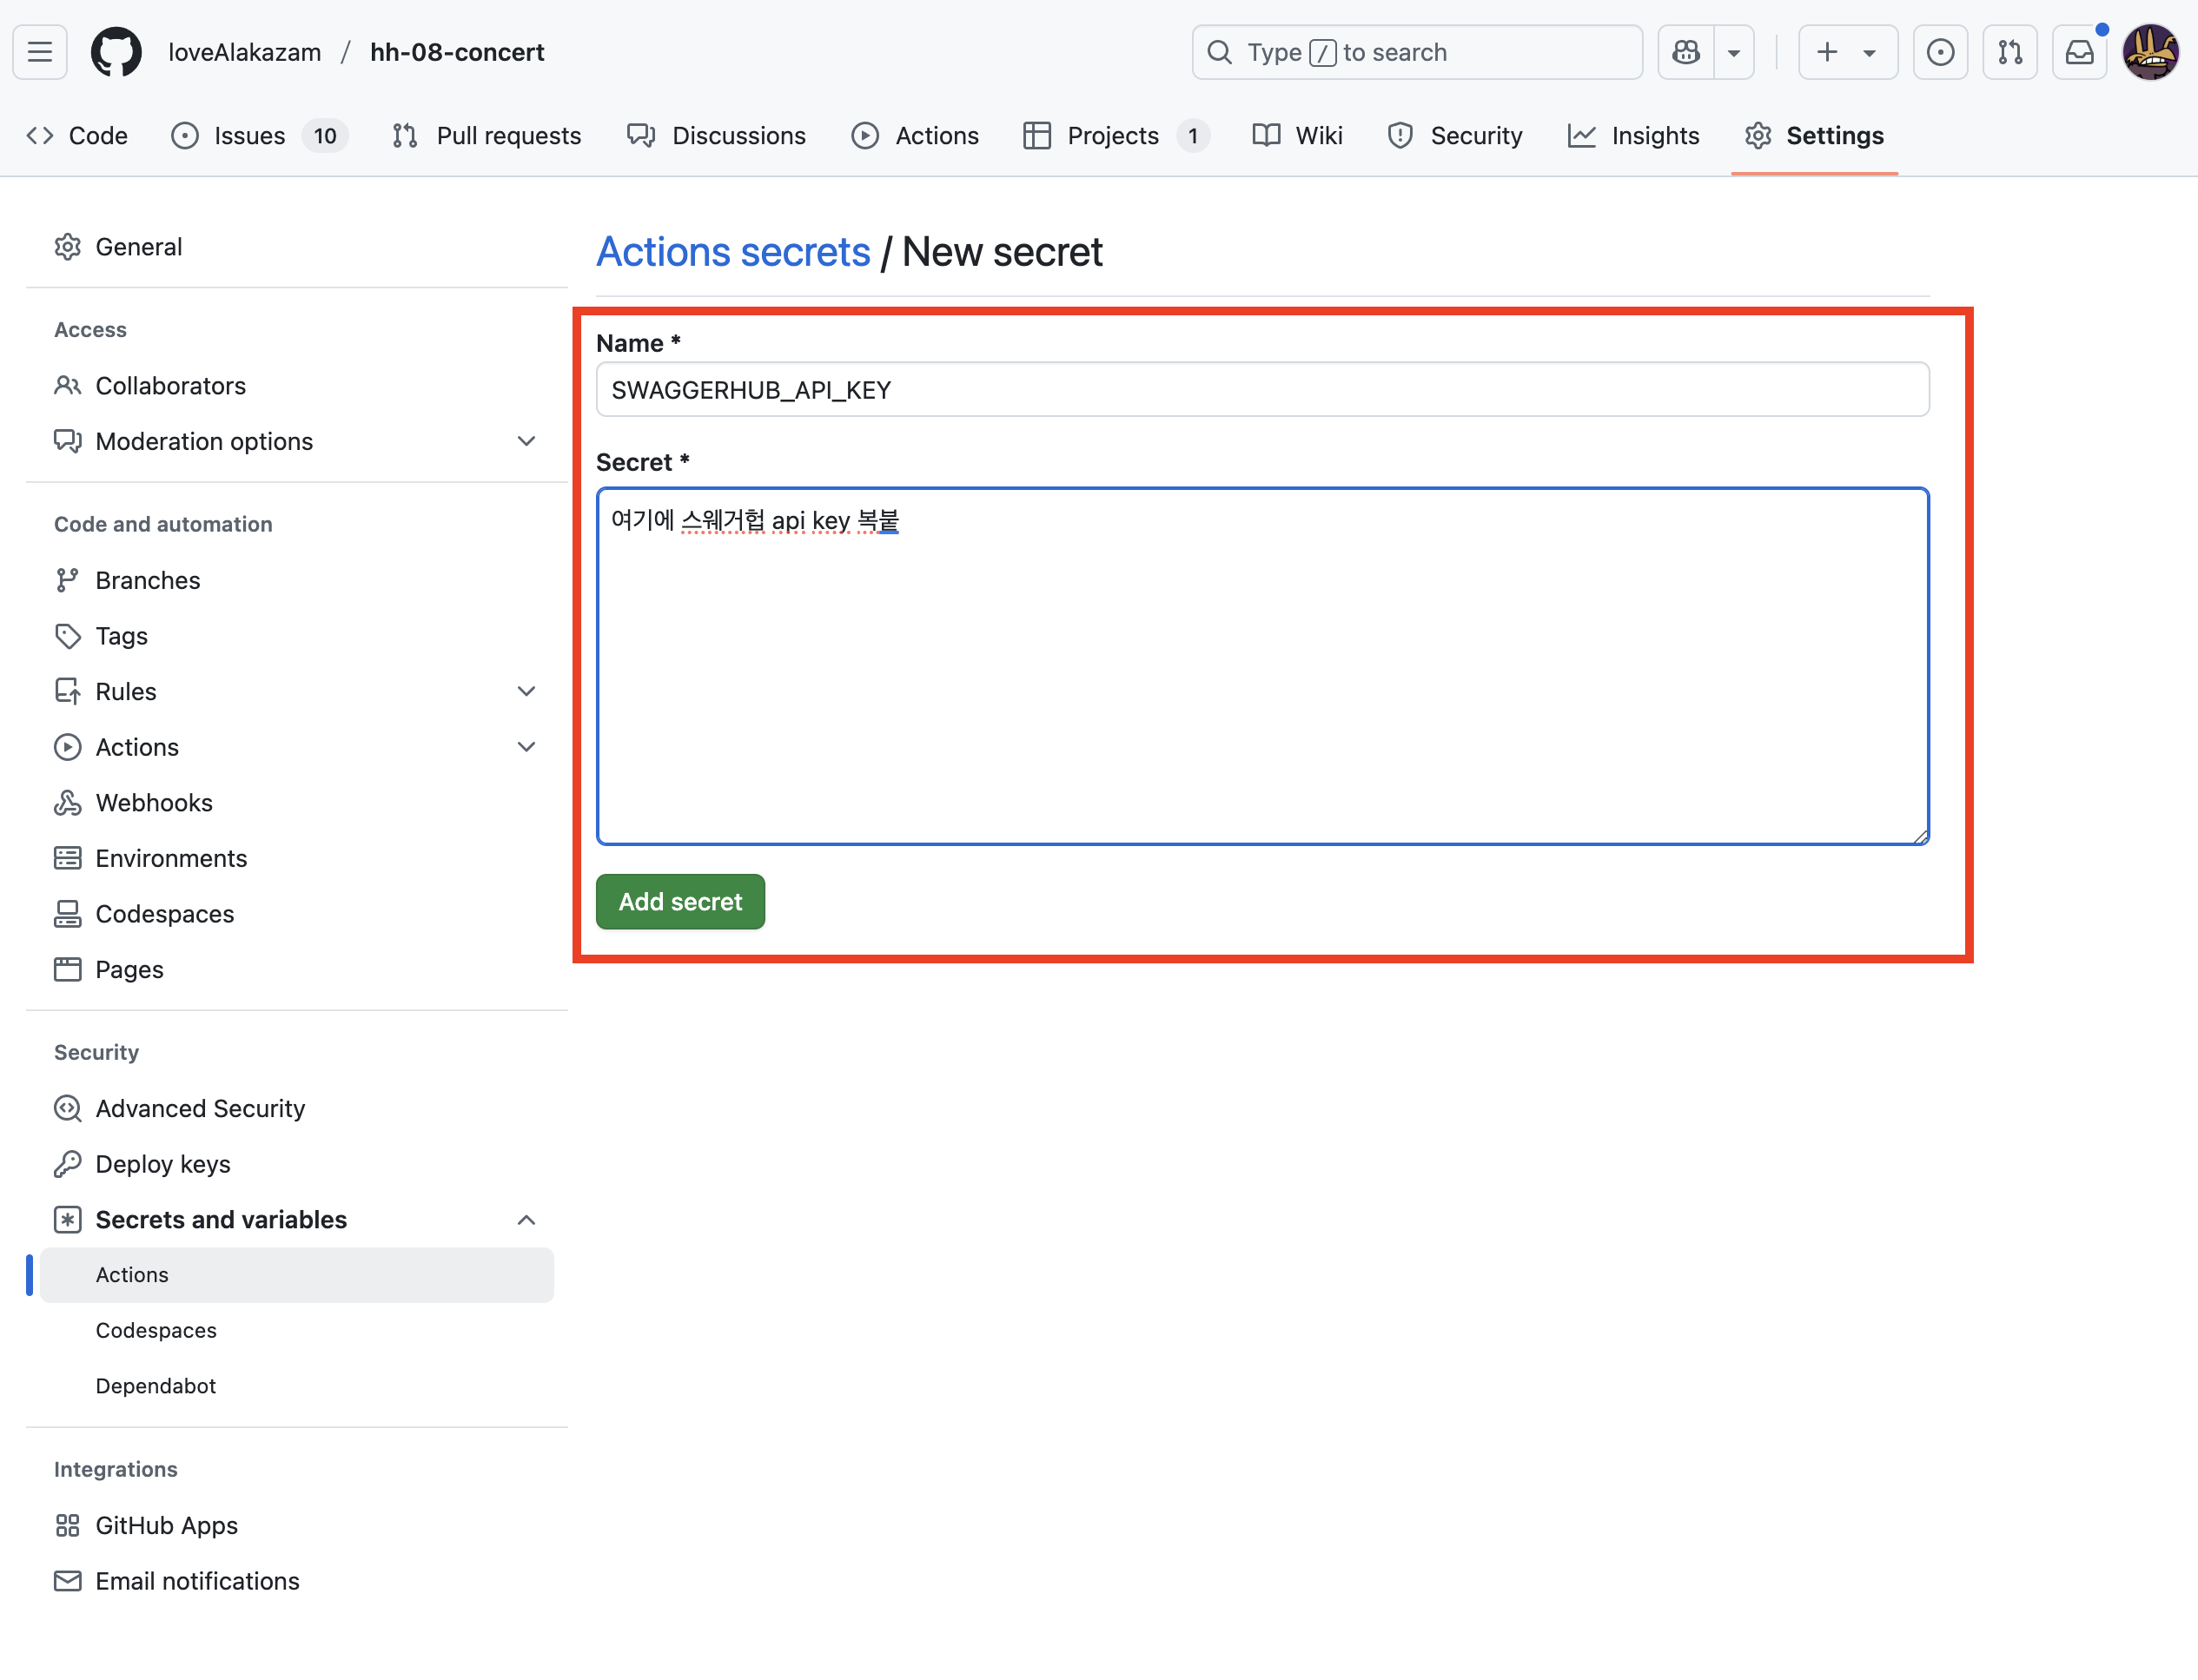 loveAlakazam / hh-08-concert
Type / to search
Code
Issues 10
Pull requests
Discussions
Actions
Projects 1
Wiki
Security
Insights
Settings
General
Access
Collaborators
Moderation options
Code and automation
Branches
Tags
Rules
Actions
Webhooks
Environments
Codespaces
Pages
Security
Advanced Security
Deploy keys
Secrets and variables
Actions
Codespaces
Dependabot
Integrations
GitHub Apps
Email notifications
Actions secrets / New secret
Name *
SWAGGERHUB_API_KEY
Secret *
여기에 스웨거헙 api key 복붙
Add secret